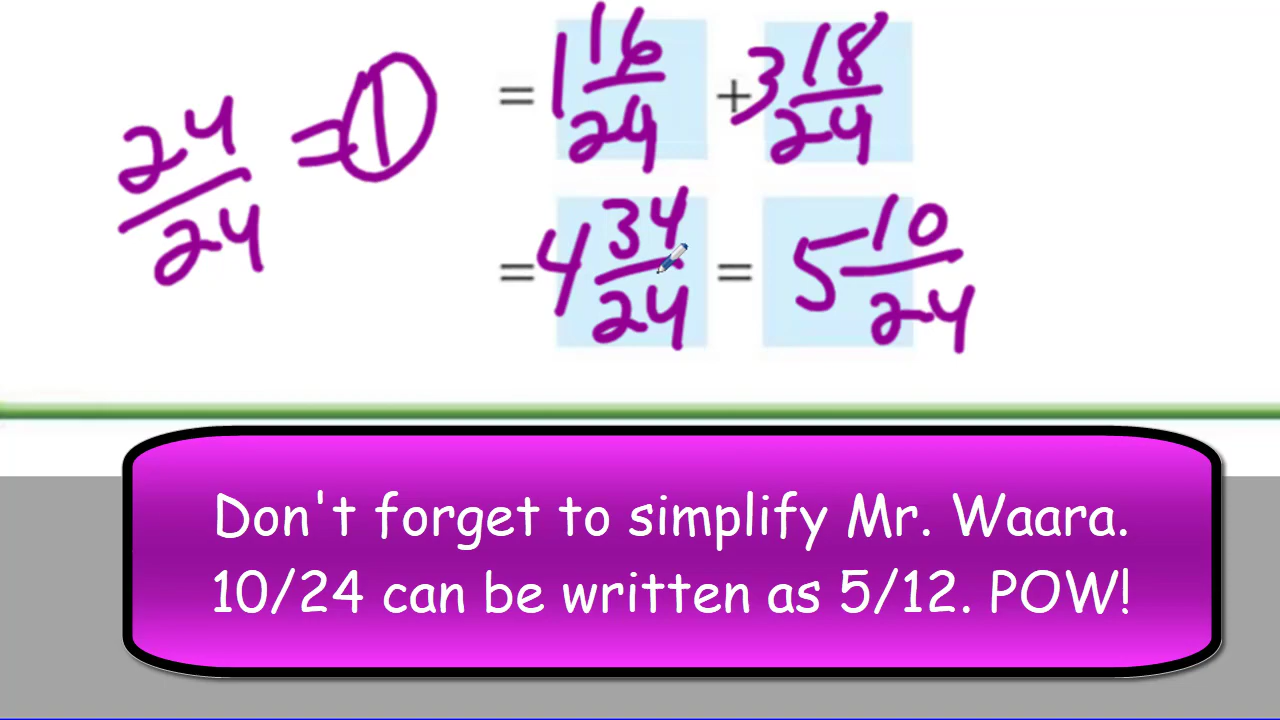 24/24 = 1
= 1 16/24 + 3 18/24
= 4 34/24 = 5 10/24
Don't forget to simplify Mr. Waara.
10/24 can be written as 5/12. POW!